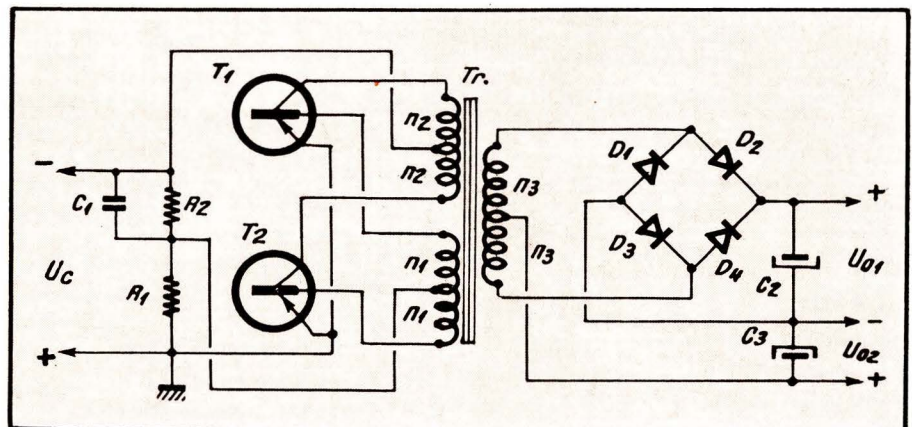 T1
Tr.
n2
n2
D1
D2
n3
-
+
C1
R2
T2
n1
n3
D3
D4
U01
C2
Uc
R1
n1
-
C3
U02
+
+